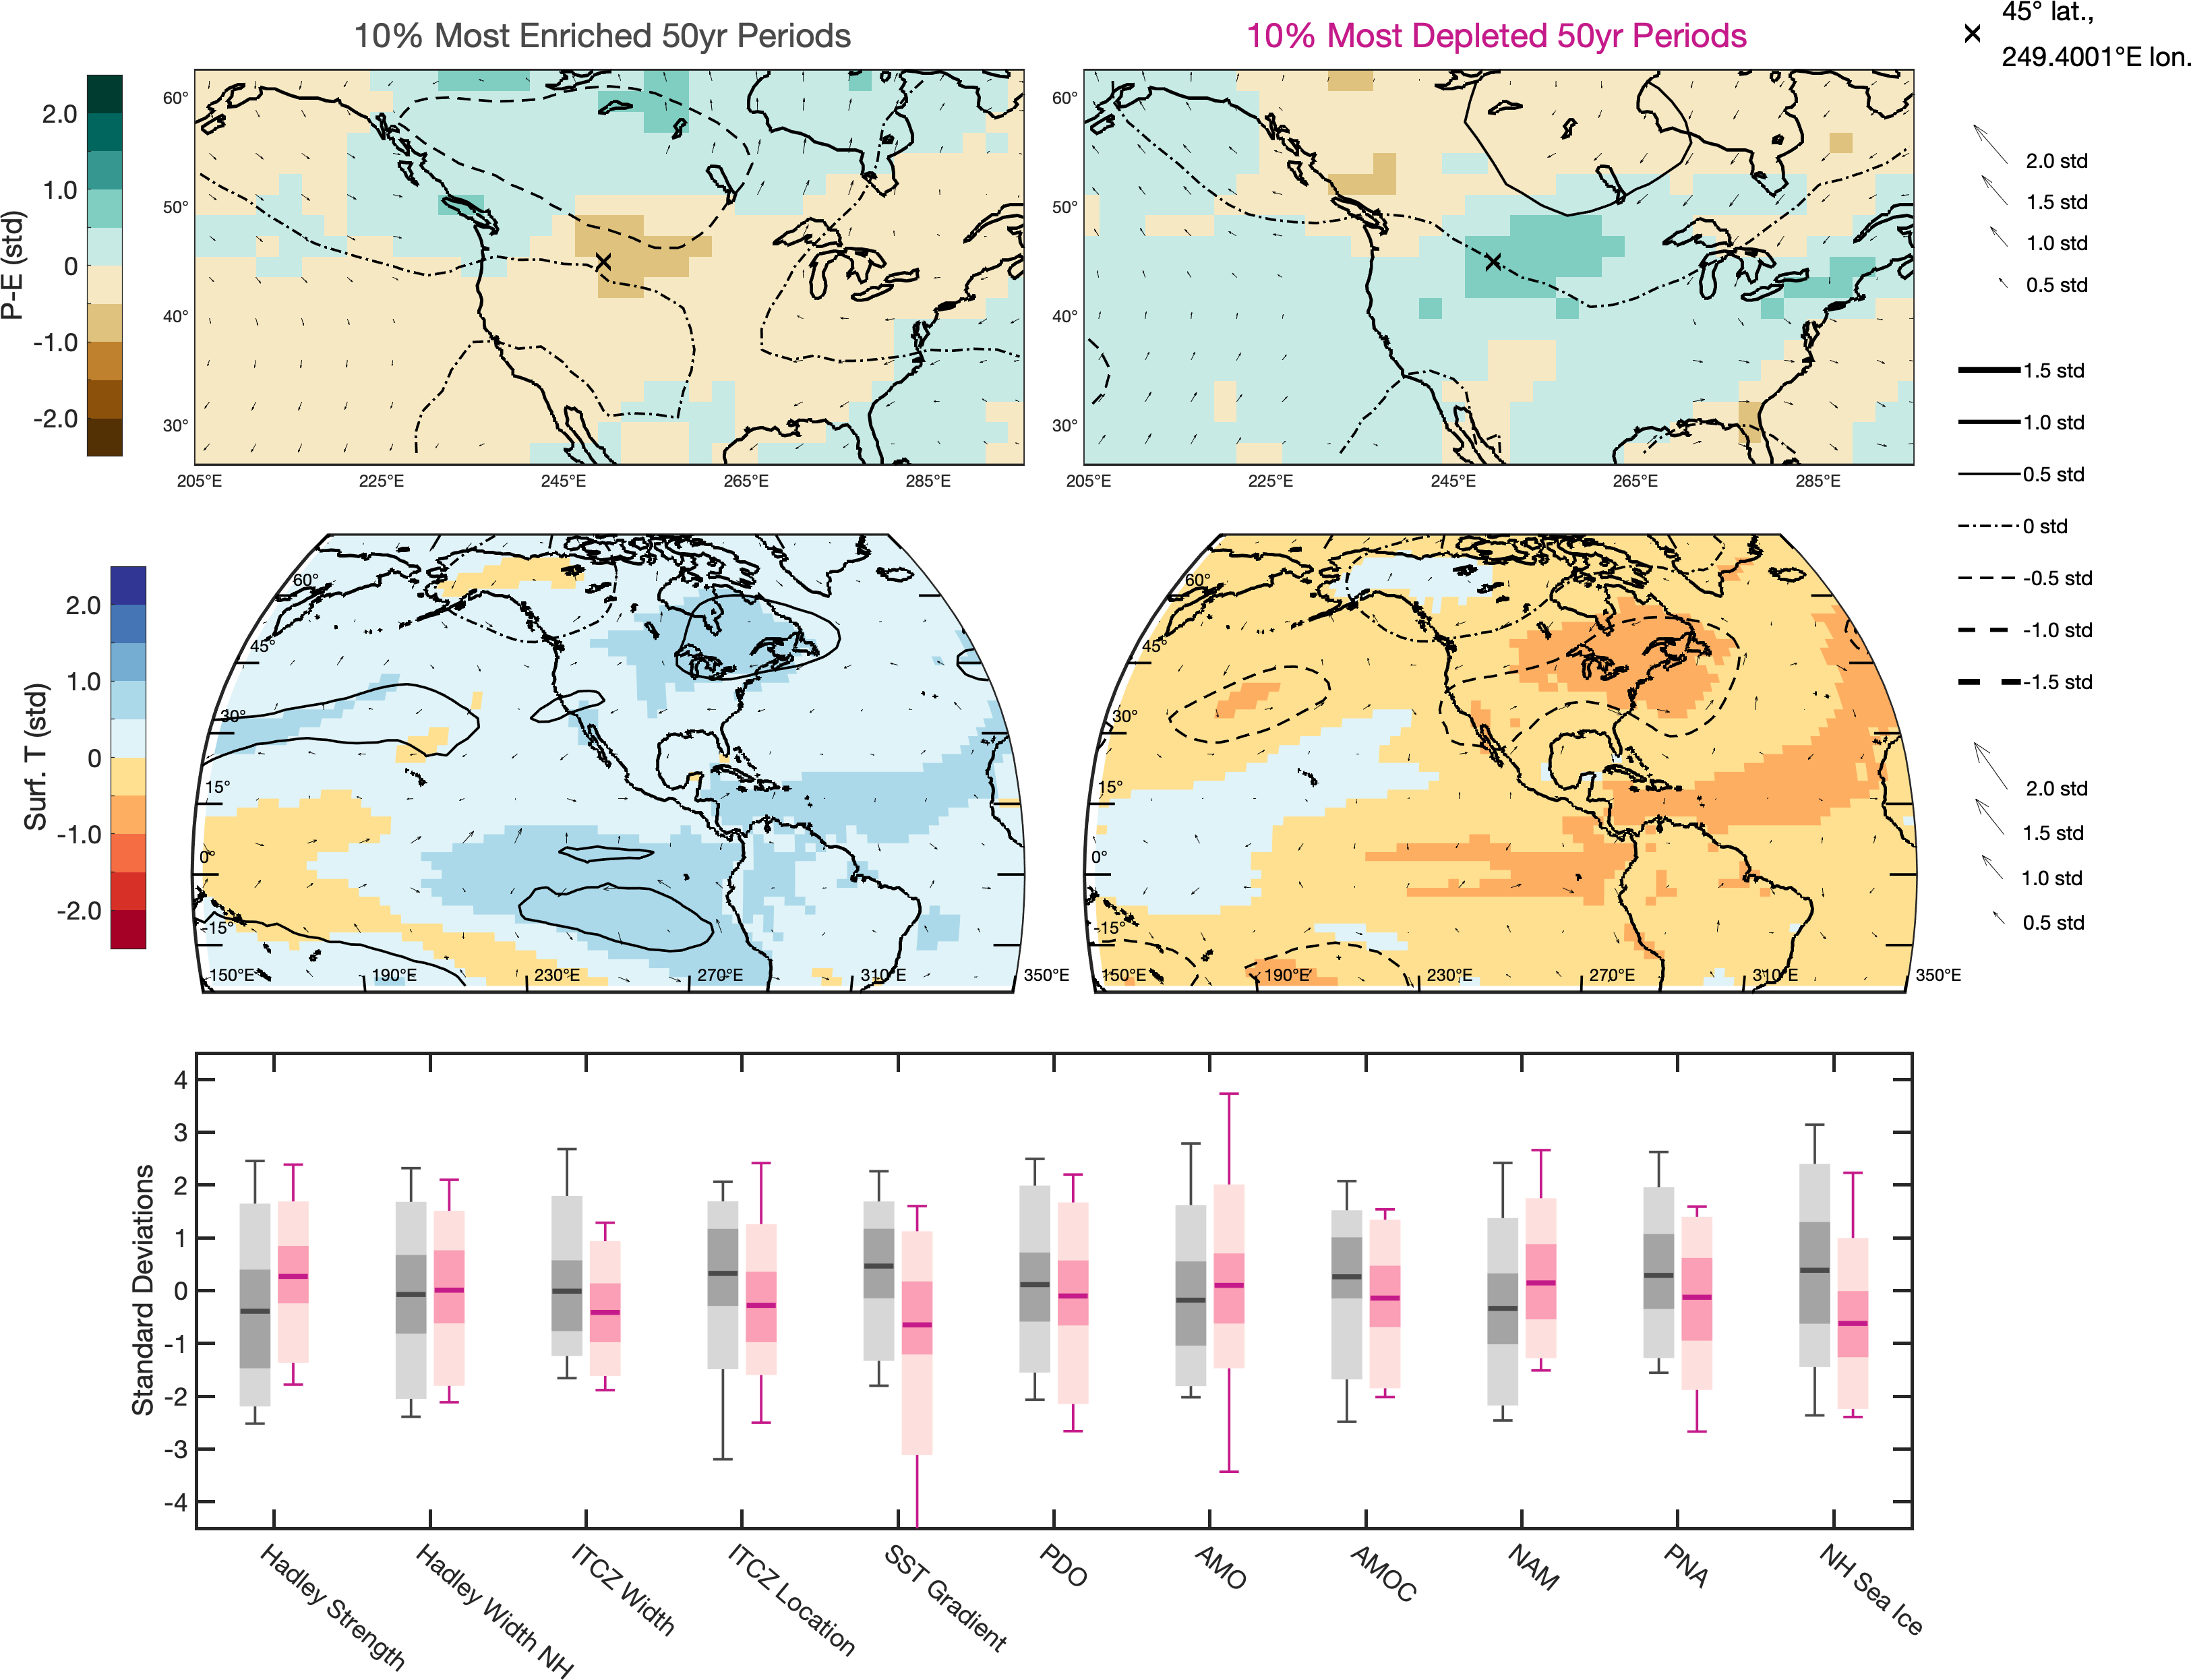 10% Most Enriched 50yr Periods
10% Most Depleted 50yr Periods
45° lat.,
249.4001°E lon.
P-E (std)
2.0
1.0
0
-1.0
-2.0
60°
50°
40°
30°
205°E 225°E 245°E 265°E 285°E
60°
50°
40°
30°
205°E 225°E 245°E 265°E 285°E
2.0 std
1.5 std
1.0 std
0.5 std
1.5 std
1.0 std
0.5 std
0 std
-0.5 std
-1.0 std
-1.5 std
2.0 std
1.5 std
1.0 std
0.5 std
Surf. T (std)
2.0
1.0
0
-1.0
-2.0
60°
45°
30°
15°
0°
-15°
150°E 190°E 230°E 270°E 310°E 350°E
60°
45°
30°
15°
0°
-15°
150°E 190°E 230°E 270°E 310°E 350°E
Standard Deviations
4
3
2
1
0
-1
-2
-3
-4
Hadley Strength
Hadley Width NH
ITCZ Width
ITCZ Location
SST Gradient
PDO
AMO
AMOC
NAM
PNA
NH Sea Ice